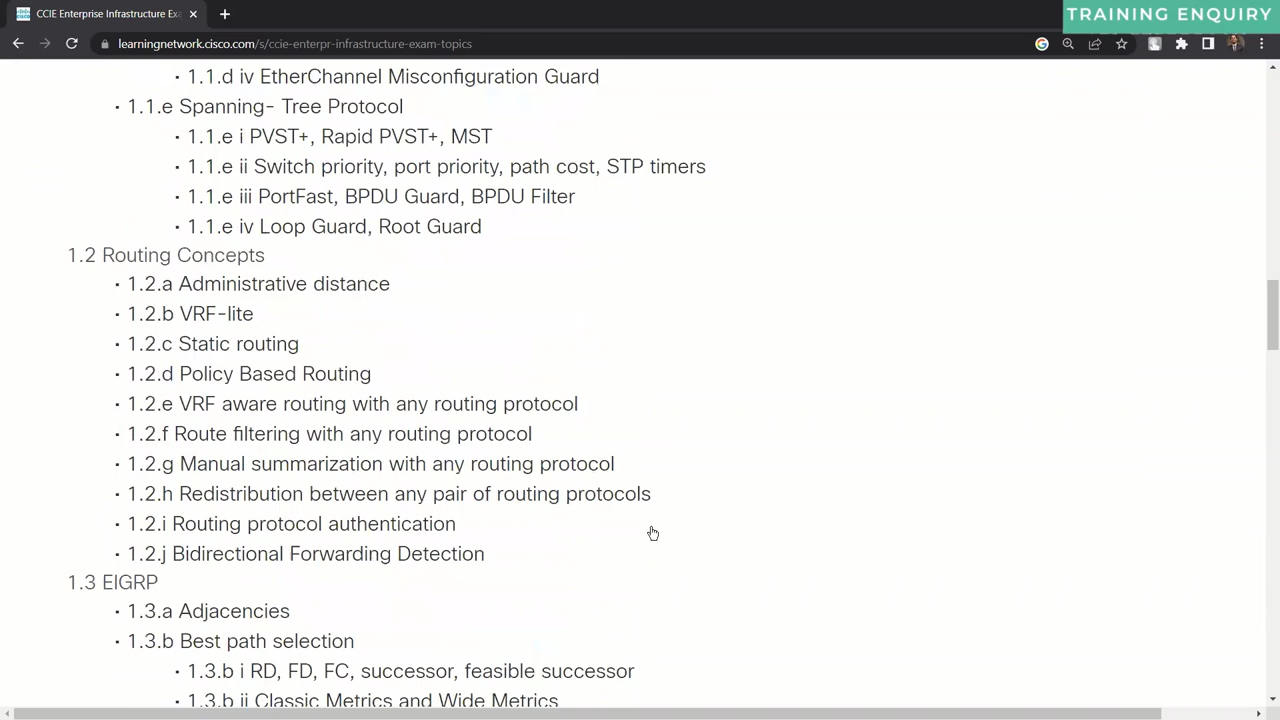 CCIE Enterprise Infrastructure Exa
TRAINING ENQUIRY
learningnetwork.cisco.com/s/ccie-enterpr-infrastructure-exam-topics
1.1.d iv EtherChannel Misconfiguration Guard
1.1.e Spanning- Tree Protocol
1.1.e i PVST+, Rapid PVST+, MST
1.1.e ii Switch priority, port priority, path cost, STP timers
1.1.e iii PortFast, BPDU Guard, BPDU Filter
1.1.e iv Loop Guard, Root Guard
1.2 Routing Concepts
1.2.a Administrative distance
1.2.b VRF-lite
1.2.c Static routing
1.2.d Policy Based Routing
1.2.e VRF aware routing with any routing protocol
1.2.f Route filtering with any routing protocol
1.2.g Manual summarization with any routing protocol
1.2.h Redistribution between any pair of routing protocols
1.2.i Routing protocol authentication
1.2.j Bidirectional Forwarding Detection
1.3 EIGRP
1.3.a Adjacencies
1.3.b Best path selection
1.3.b i RD, FD, FC, successor, feasible successor
1.3.b ii Classic Metrics and Wide Metrics